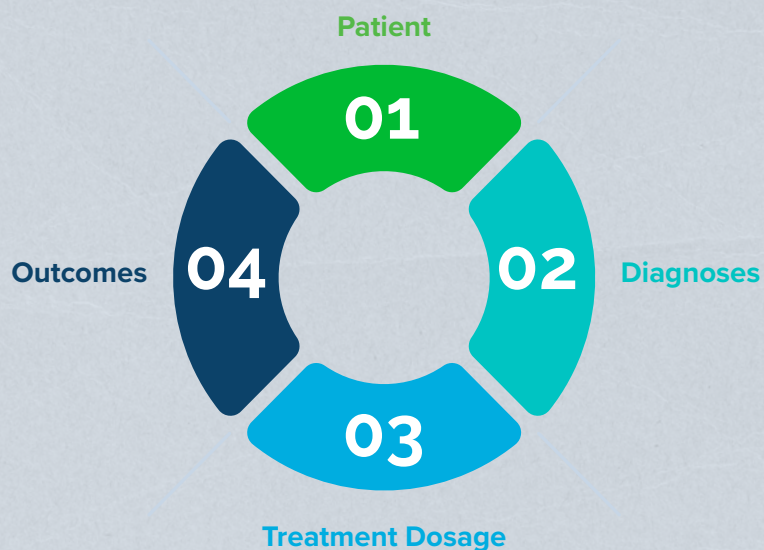 Patient
01
04
02
Outcomes
Diagnoses
03
Treatment Dosage